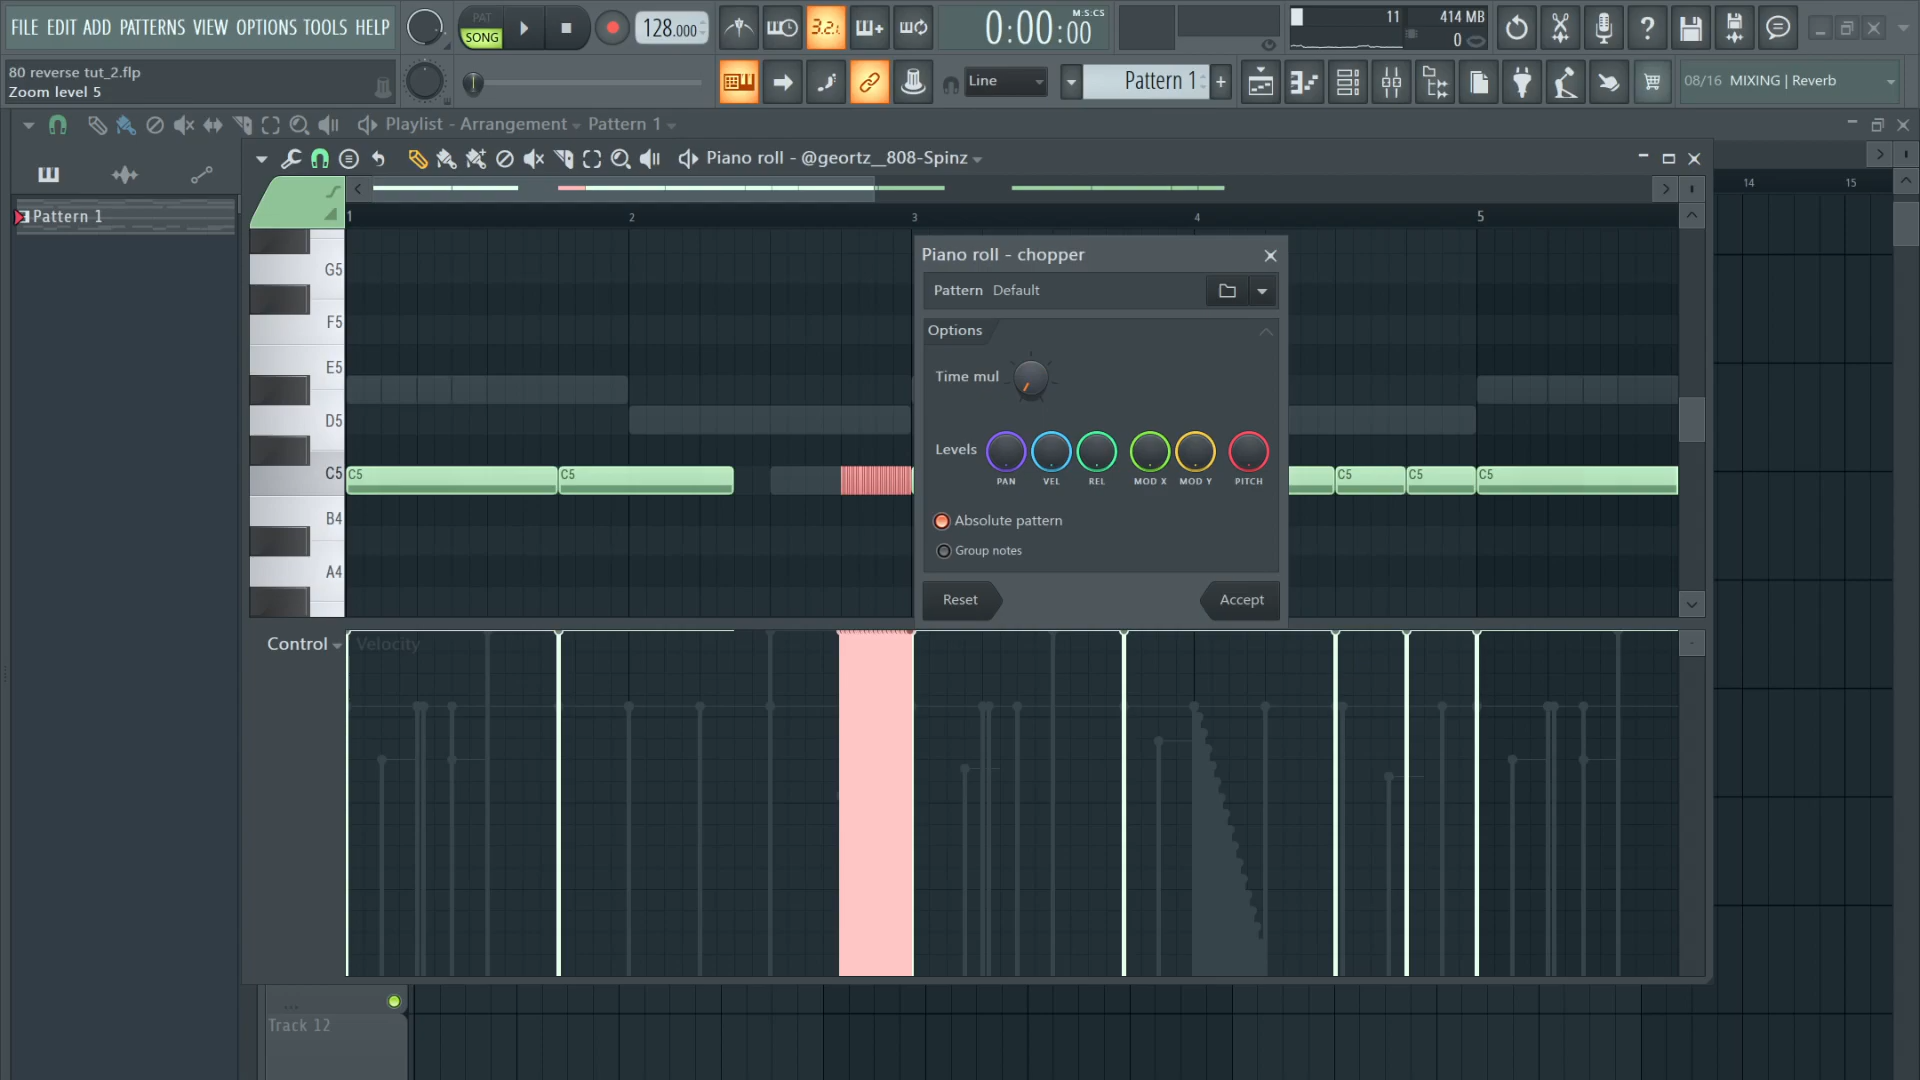 FILE EDIT ADD PATTERNS VIEW OPTIONS TOOLS HELP
PAT
SONG
128.000
3.2.
0:00:00
M:S:CS
11
414 MB
0
80 reverse tut_2.flp
Zoom level 5
Line
Pattern 1
08/16 MIXING | Reverb
Playlist - Arrangement
Pattern 1
Piano roll - @geortz__808-Spinz
Pattern 1
1
2
3
4
5
14
15
G5
F5
E5
D5
C5
B4
A4
C5
C5
C5
C5
C5
Piano roll - chopper
Pattern Default
Options
Time mul
Levels
PAN
VEL
REL
MOD X
MOD Y
PITCH
Absolute pattern
Group notes
Reset
Accept
Control
Velocity
...
Track 12